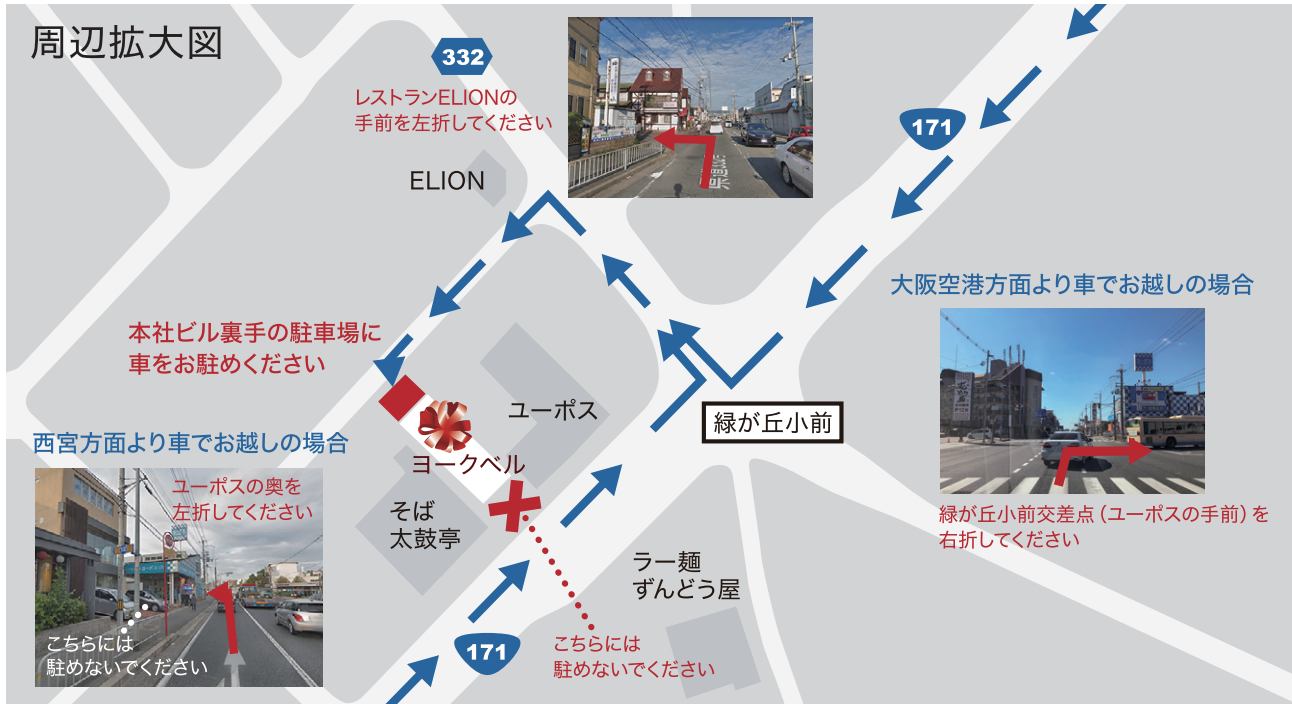 周辺拡大図
332
レストランELIONの
手前を左折してください
ELION
171
大阪空港方面より車でお越しの場合
本社ビル裏手の駐車場に
車をお駐めください
ユーポス
緑が丘小前
西宮方面より車でお越しの場合
ヨークベル
ユーポスの奥を
左折してください
そば
太鼓亭
緑が丘小前交差点（ユーポスの手前）を
右折してください
ラー麺
ずんどう屋
こちらには
駐めないでください
171
こちらには
駐めないでください